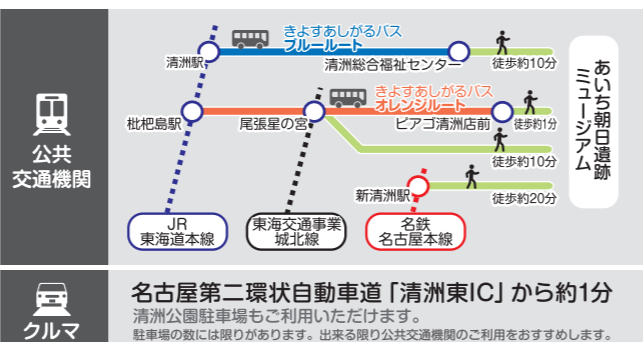 きよすあしがるバス
ブルールート
清洲駅
清洲総合福祉センター
徒歩約10分
きよすあしがるバス
オレンジルート
枇杷島駅
尾張星の宮
ピアゴ清洲店前
徒歩約1分
徒歩約10分
新清洲駅
徒歩約20分
あいち朝日遺跡
ミュージアム
公共
交通機関
JR
東海道本線
東海交通事業
城北線
名鉄
名古屋本線
クルマ
名古屋第二環状自動車道「清洲東IC」から約1分
清洲公園駐車場もご利用いただけます。
駐車場の数には限りがあります。出来る限り公共交通機関のご利用をおすすめします。